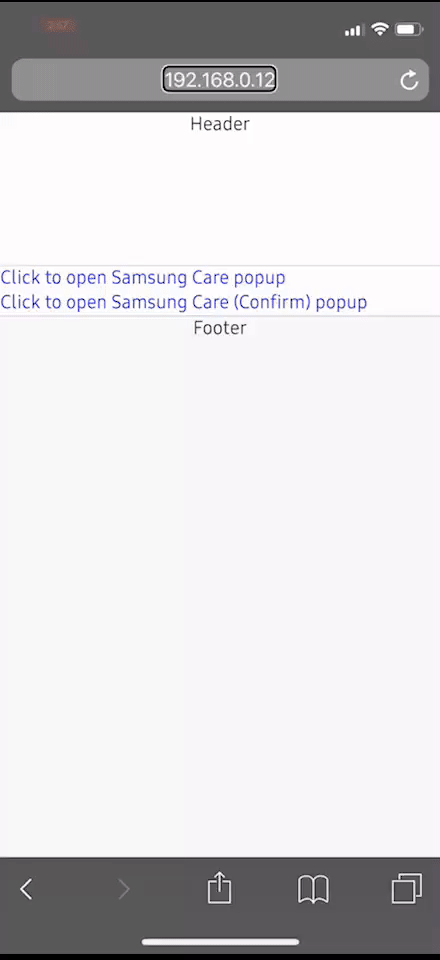 192.168.0.12
Header
Click to open Samsung Care popup
Click to open Samsung Care (Confirm) popup
Footer